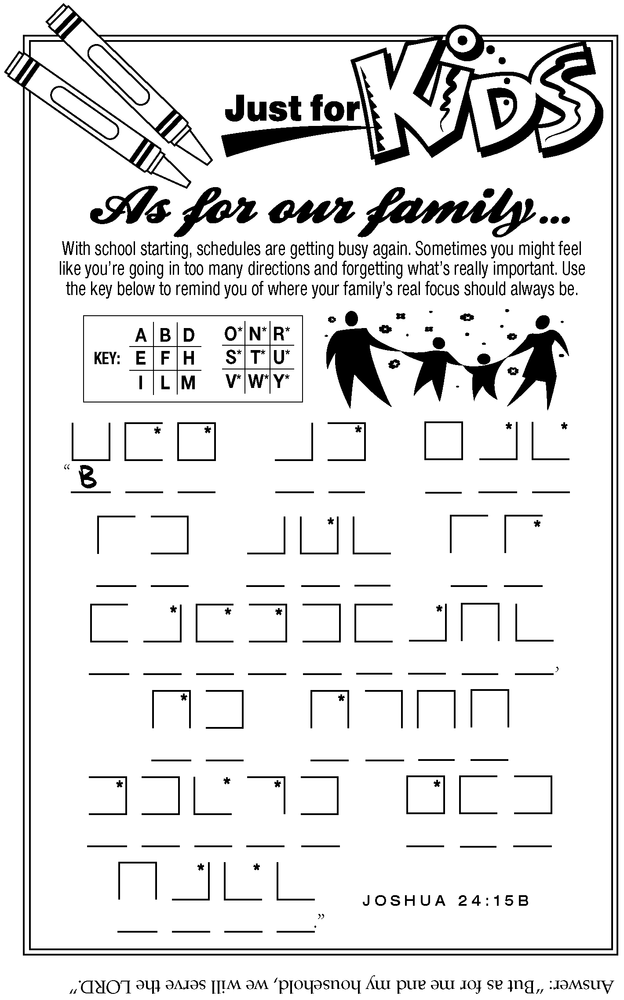 Just for KiDS
As for our family...
With school starting, schedules are getting busy again. Sometimes you might feel
like you're going in too many directions and forgetting what's really important. Use
the key below to remind you of where your family's real focus should always be.
KEY:
A B D O* N* R*
E F H S* T* U*
I L M V* W* Y*
* * * * * *
“ B
* *
* * * * ,
* *
* * * *
* *
.”
JOSHUA 24:15B
Answer: “But as for me and my household, we will serve the LORD.”